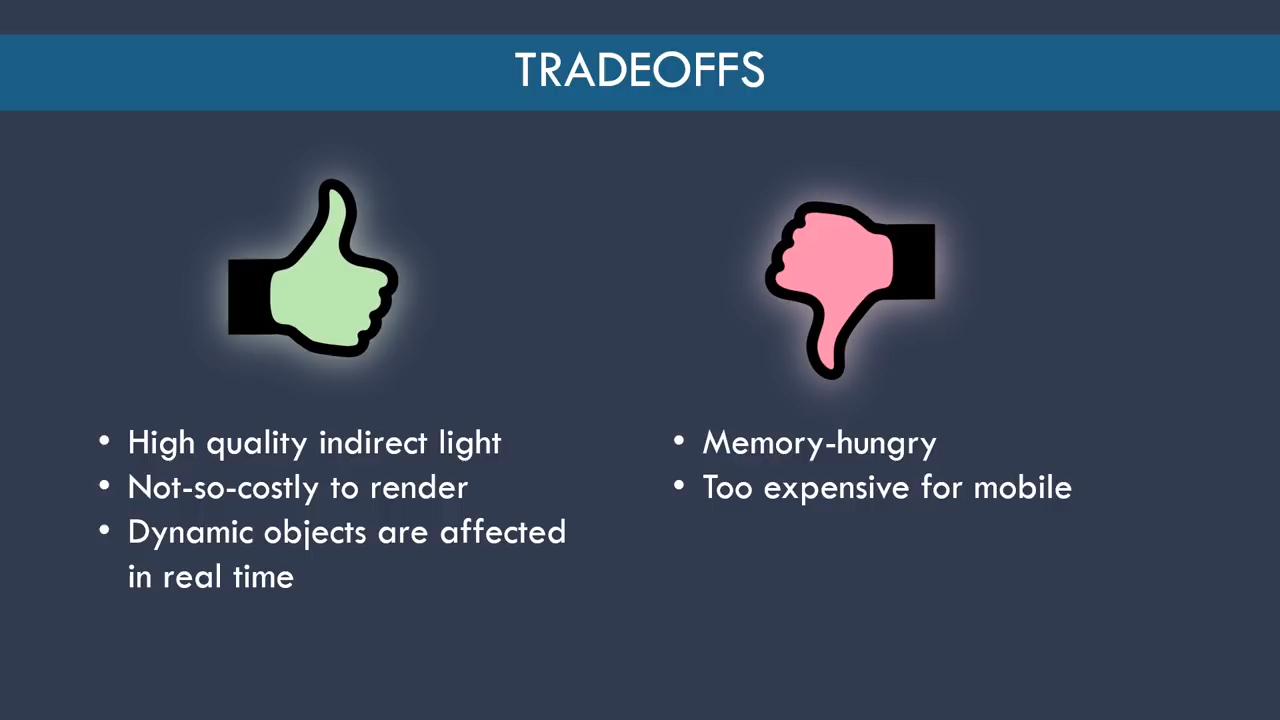 TRADEOFFS
• High quality indirect light
• Not-so-costly to render
• Dynamic objects are affected
in real time
• Memory-hungry
• Too expensive for mobile